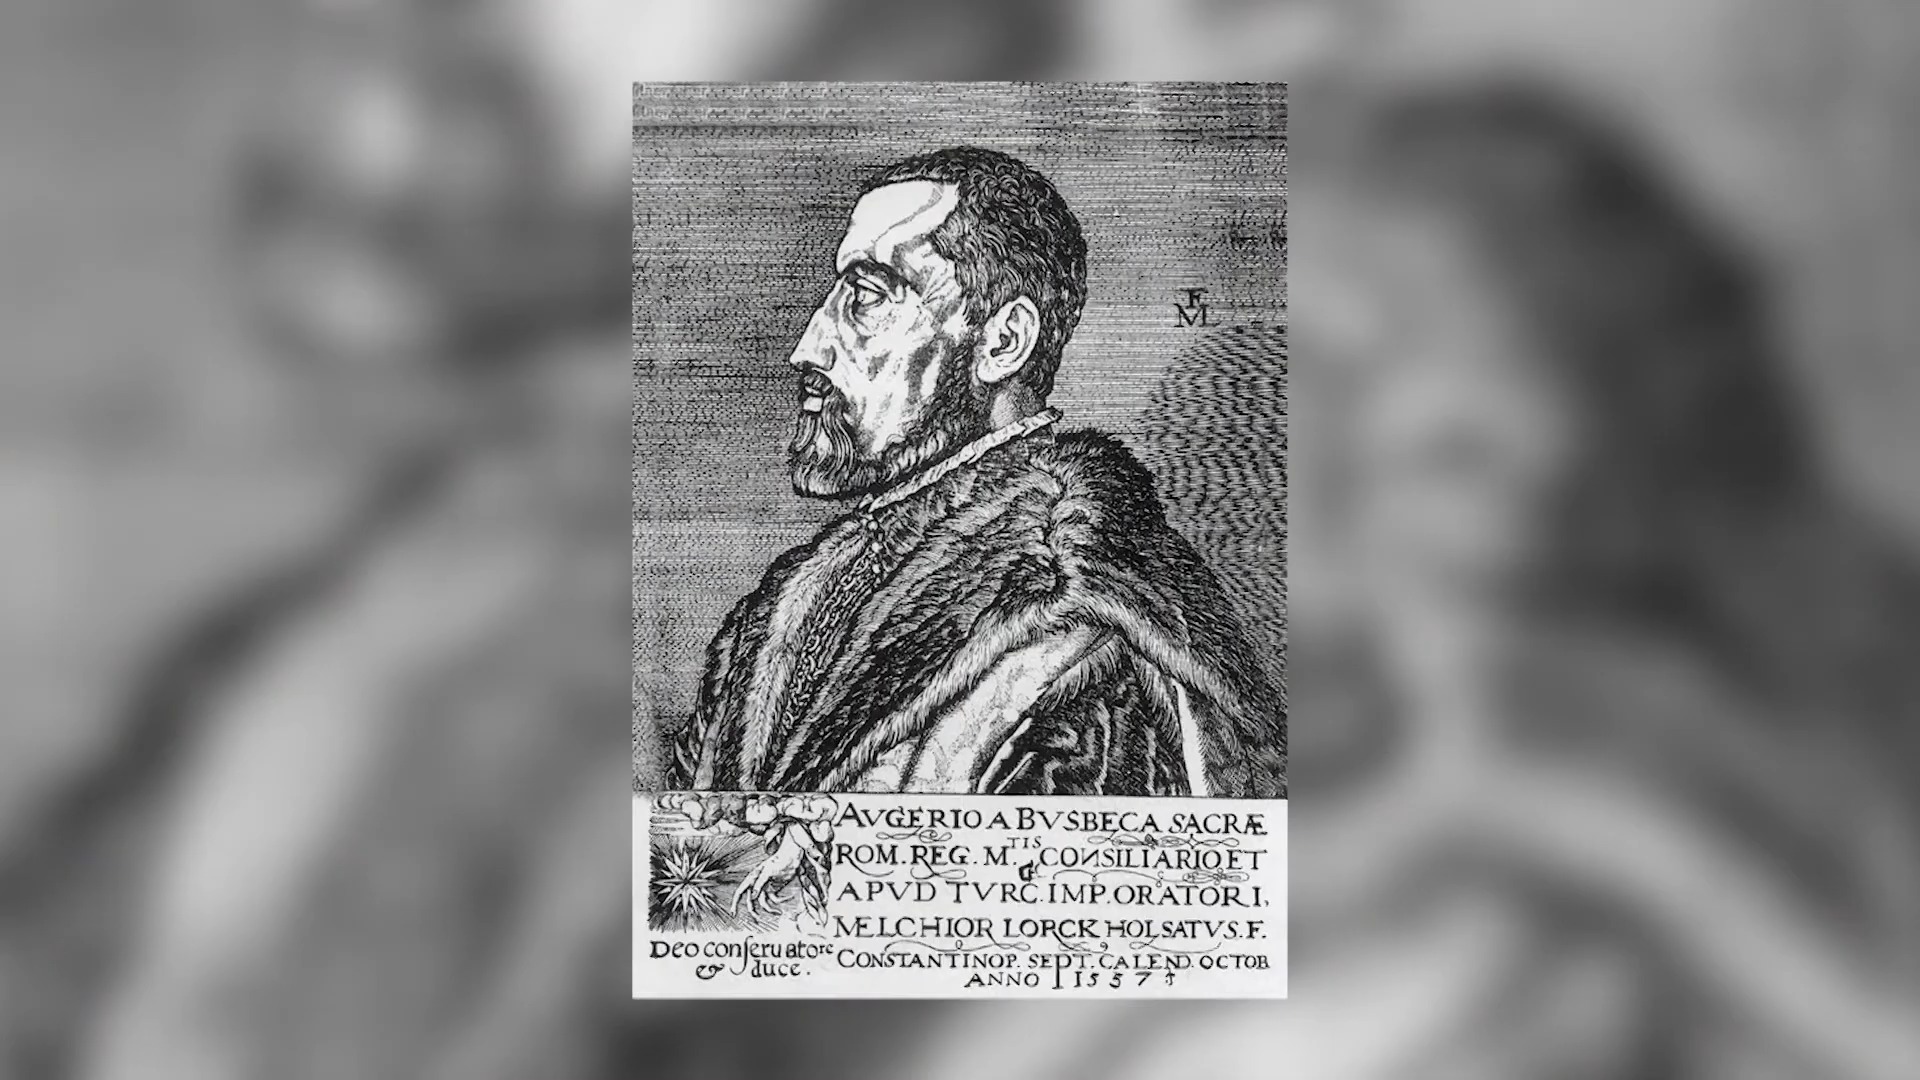 MF
AVGERIO A BVSBECA SACRÆ
ROM. REG. M.TIS CONSILIARIO ET
APVD TVRC. IMP. ORATORI,
MELCHIOR LORCK HOLSATVS. F.
CONSTANTINOP. SEPT. CALEND. OCTOB
ANNO 1557
Deo conſeruatore
& duce.